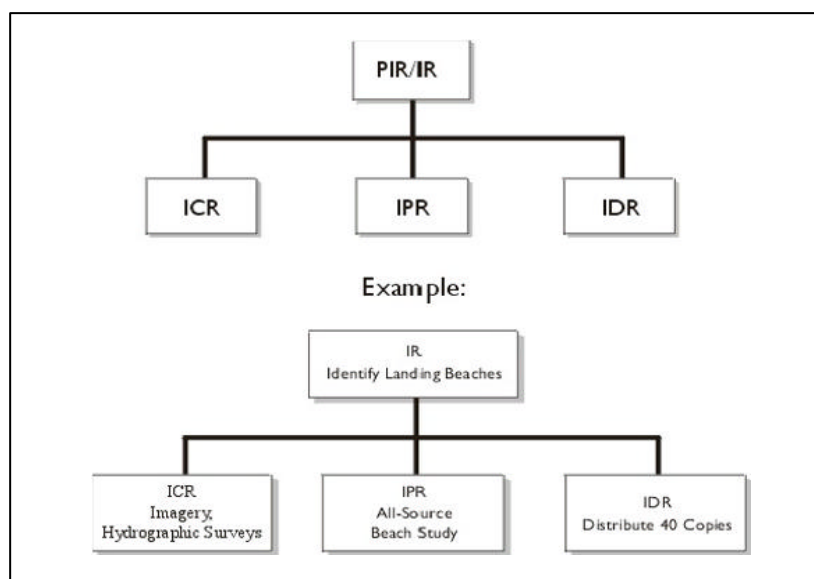 PIR/IR
ICR
IPR
IDR
Example:
IR
Identify Landing Beaches
ICR
Imagery,
Hydrographic Surveys
IPR
All-Source
Beach Study
IDR
Distribute 40 Copies